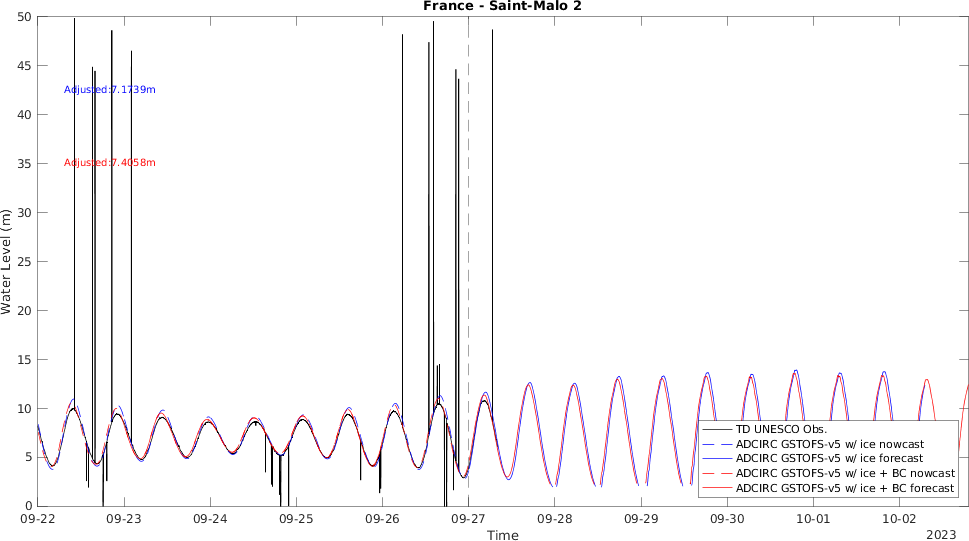 France - Saint-Malo 2
50
45
40
35
30
25
20
15
10
5
0
Water Level (m)
Adjusted:7.1739m
Adjusted:7.4058m
TD UNESCO Obs.
ADCIRC GSTOFS-v5 w/ ice nowcast
ADCIRC GSTOFS-v5 w/ ice forecast
ADCIRC GSTOFS-v5 w/ ice + BC nowcast
ADCIRC GSTOFS-v5 w/ ice + BC forecast
09-22 09-23 09-24 09-25 09-26 09-27 09-28 09-29 09-30 10-01 10-02
Time
2023